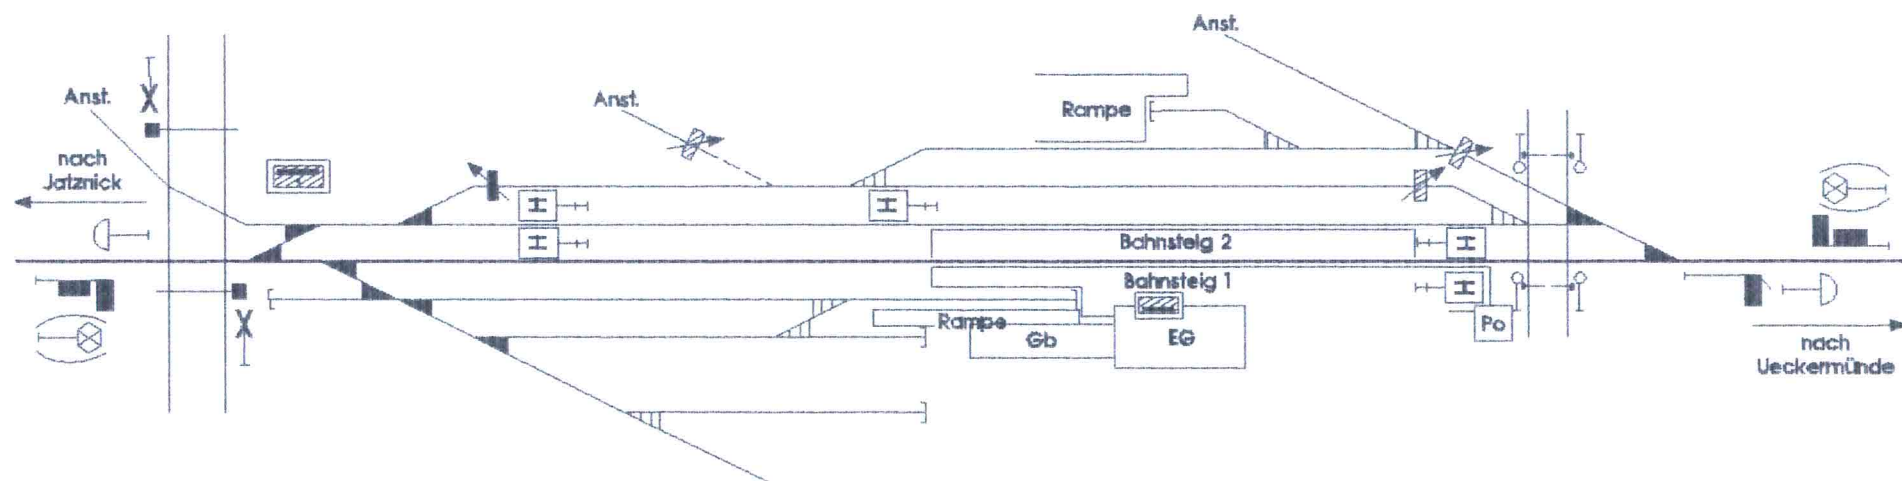 Anst.
Anst.
Anst.
Rampe
nach
Jatznick
H
H
H
Bahnsteig 2
H
H
Bahnsteig 1
H
Rampe
Gb
EG
Po
nach
Ueckermünde